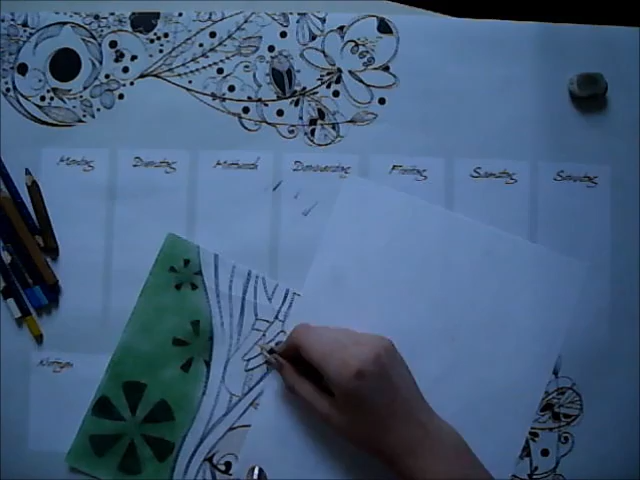 Montag
Dienstag
Mittwoch
Donnerstag
Freitag
Samstag
Sonntag
Notizen